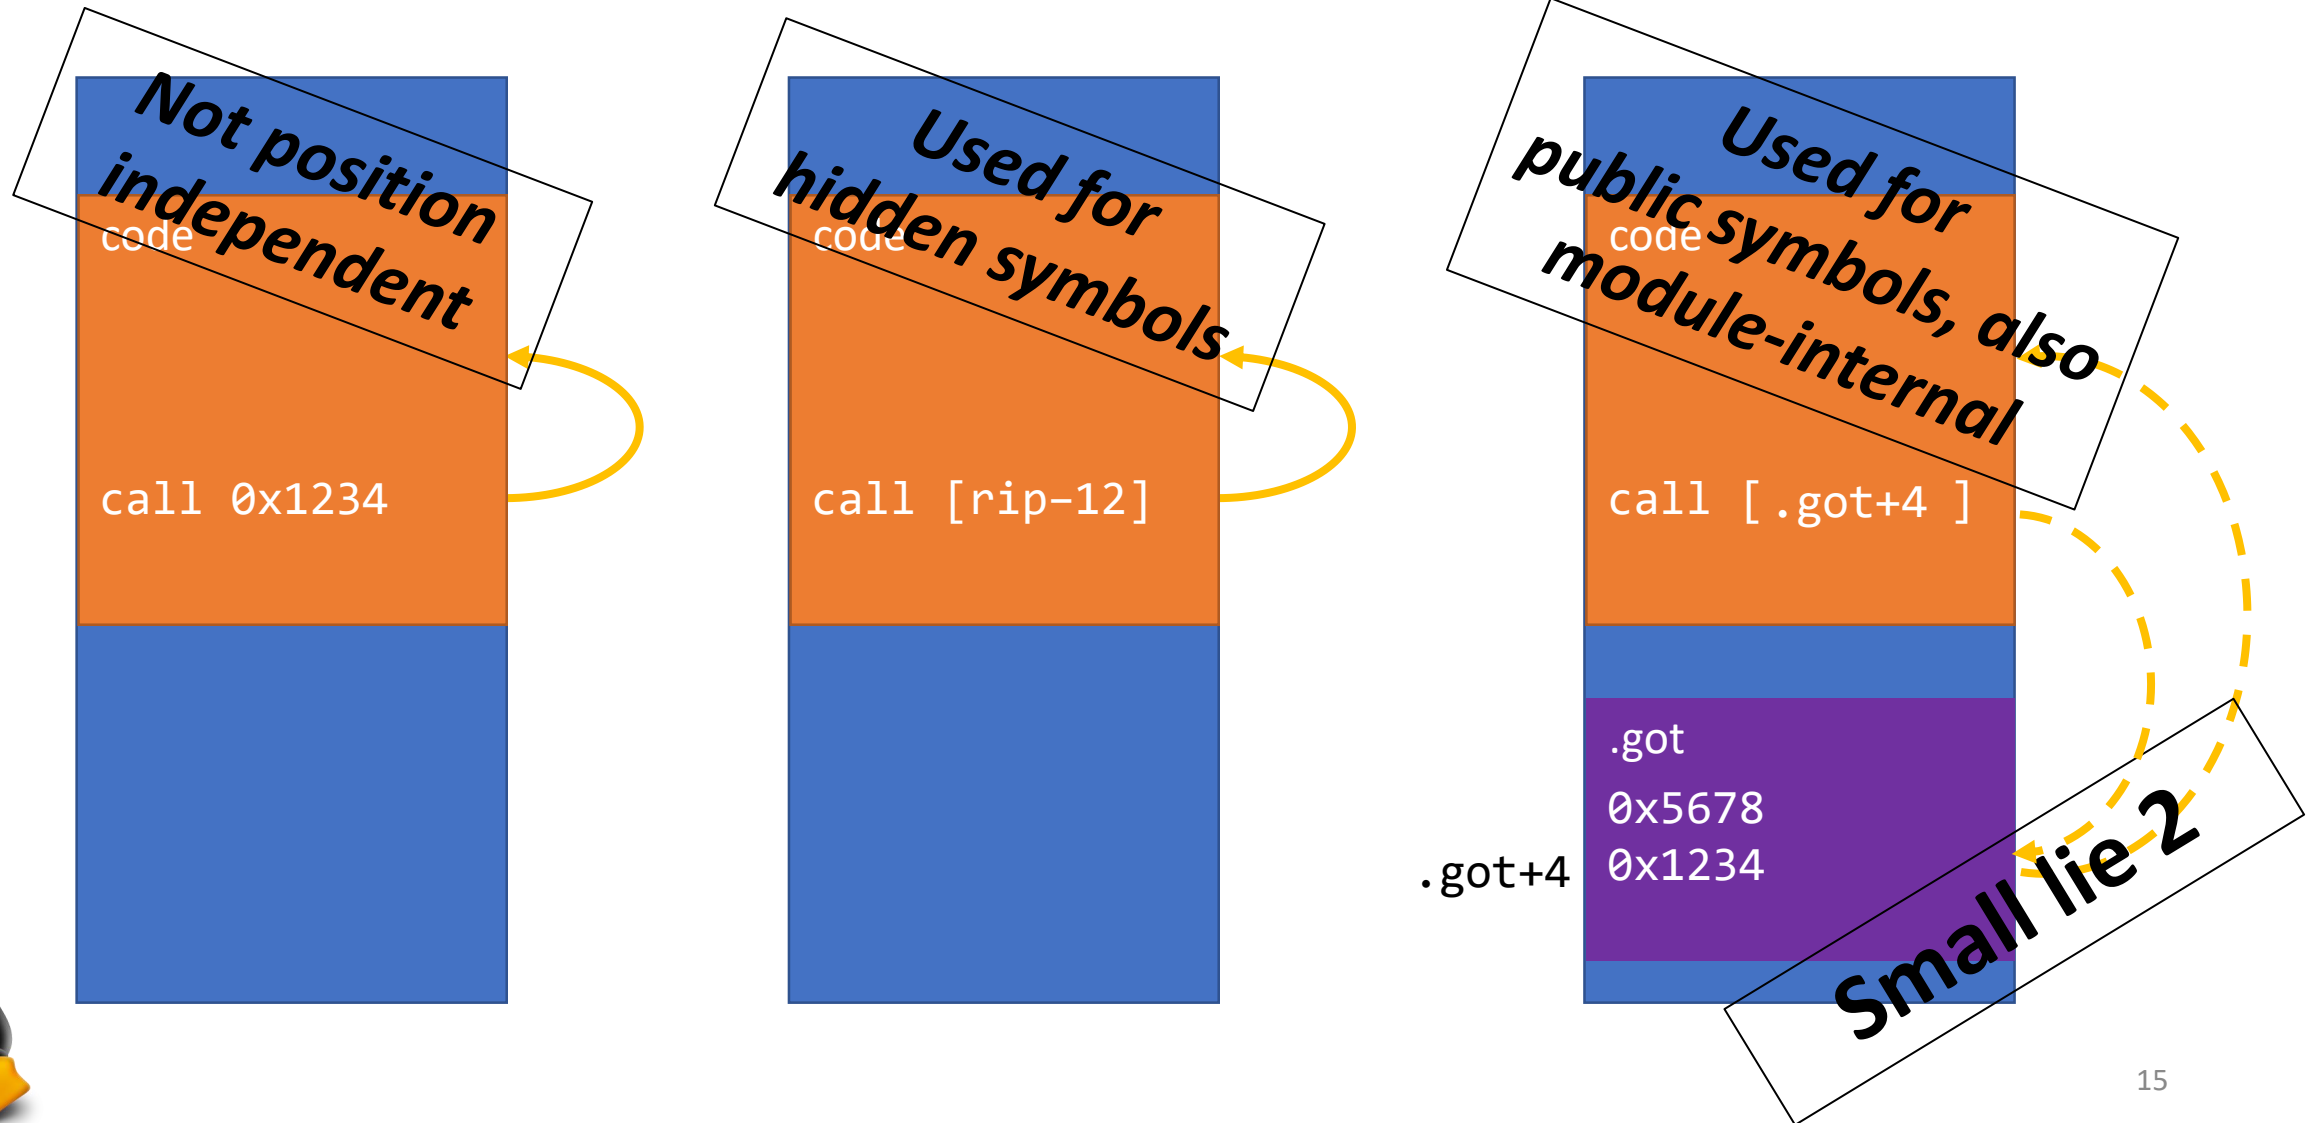 Not position
independent
code
call 0x1234
Used for
hidden symbols
code
call [rip-12]
Used for
public symbols, also
module-internal
code
call [.got+4 ]
.got
0x5678
.got+4
0x1234
Small lie 2
15